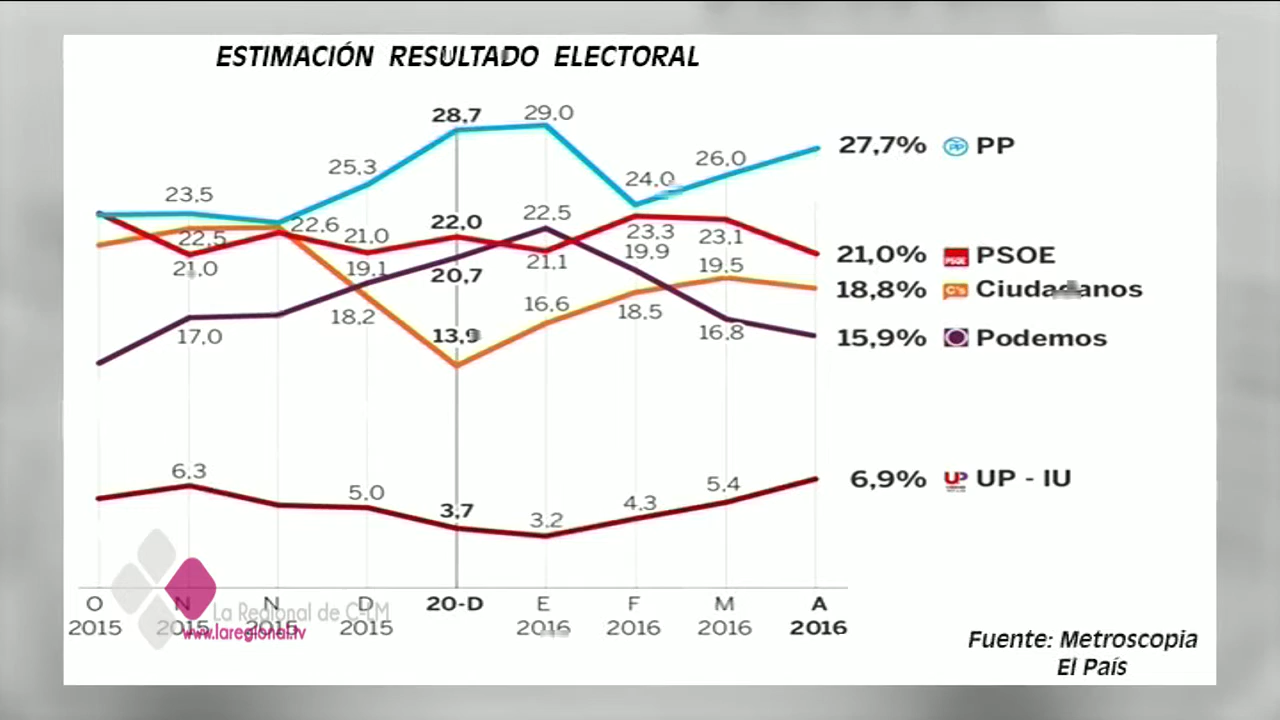 ESTIMACIÓN RESULTADO ELECTORAL
28,7 29,0
27,7% PP
26,0
25,3
24,0
23,5
22,5
22,6 21,0 22,0
23,3 23,1
22,5
21,0
19,1
20,7
21,1
19,9
19,5
21,0% PSOE
18,8% C's Ciudadanos
17,0
18,2
13,9
16,6
18,5
16,8
15,9% Podemos
6,3
5,0
3,7
3,2
4,3
5,4
6,9% UP UP - IU
O N N D 20-D E F M A
2015 2015 2015 2015 2016 2016 2016 2016
La Regional de C-LM
www.laregional.tv
Fuente: Metroscopia
El País